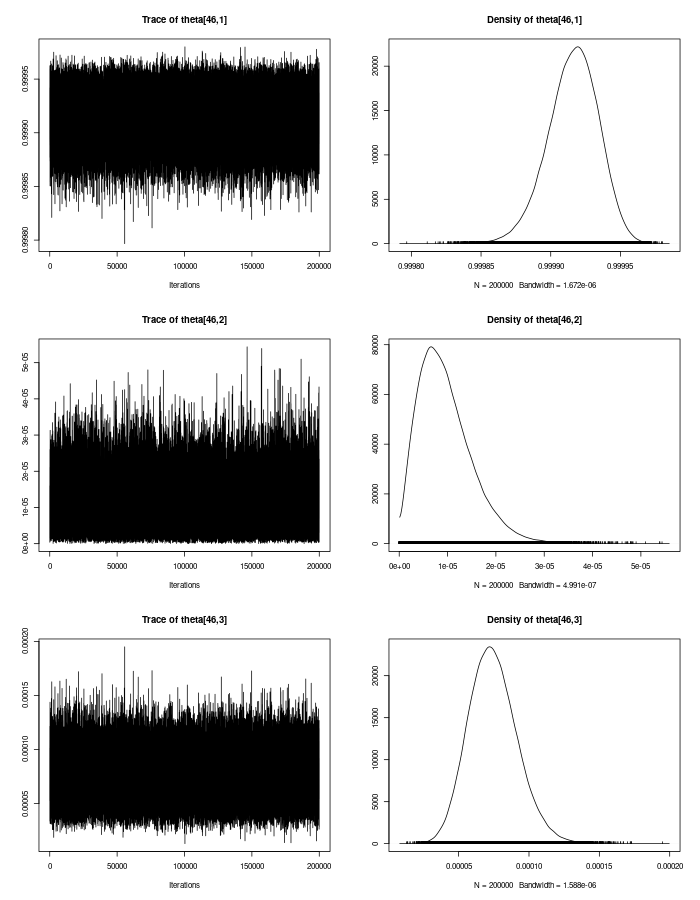 Trace of theta[46,1]
0.99980 0.99985 0.99990 0.99995
0 50000 100000 150000 200000
Iterations
Density of theta[46,1]
0 5000 10000 15000 20000
0.99980 0.99985 0.99990 0.99995
N = 200000 Bandwidth = 1.672e-06
Trace of theta[46,2]
0e+00 1e-05 2e-05 3e-05 4e-05 5e-05
0 50000 100000 150000 200000
Iterations
Density of theta[46,2]
0 20000 40000 60000 80000
0e+00 1e-05 2e-05 3e-05 4e-05 5e-05
N = 200000 Bandwidth = 4.991e-07
Trace of theta[46,3]
0.00005 0.00010 0.00015 0.00020
0 50000 100000 150000 200000
Iterations
Density of theta[46,3]
0 5000 10000 15000 20000
0.00005 0.00010 0.00015 0.00020
N = 200000 Bandwidth = 1.588e-06